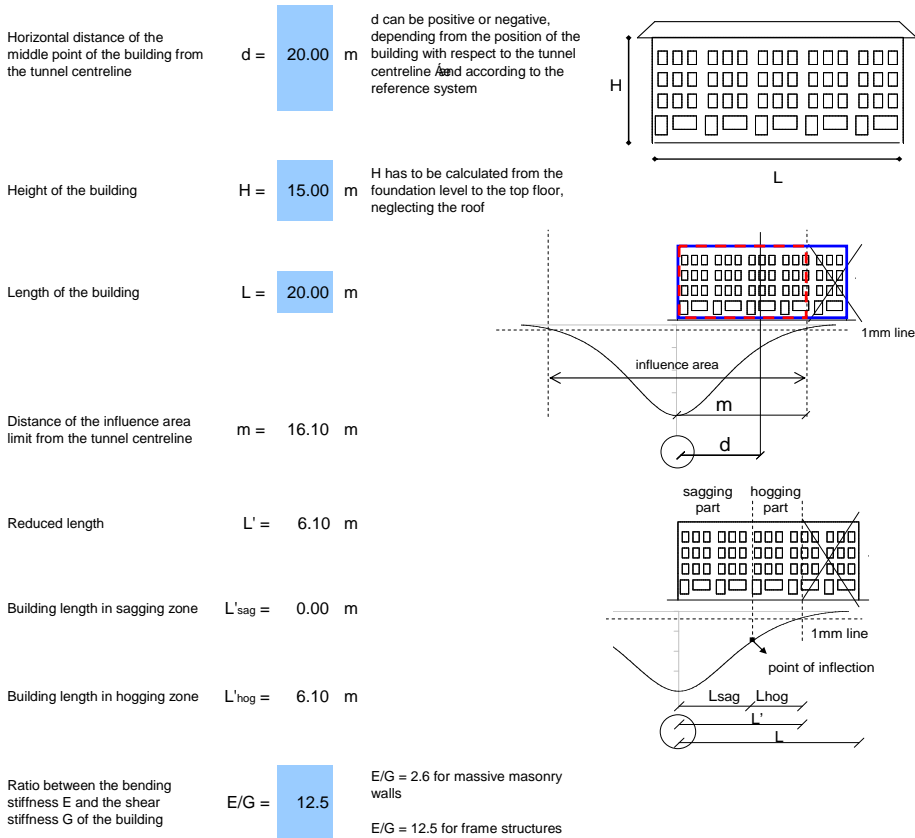 Horizontal distance of the
middle point of the building from
the tunnel centreline
d = 20.00 m
d can be positive or negative,
depending from the position of the
building with respect to the tunnel
centreline and according to the
reference system
H
L
Height of the building
H = 15.00 m
H has to be calculated from the
foundation level to the top floor,
neglecting the roof
Length of the building
L = 20.00 m
1mm line
influence area
m
d
Distance of the influence area
limit from the tunnel centreline
m = 16.10 m
sagging
part
hogging
part
Reduced length
L' = 6.10 m
Building length in sagging zone
L'sag = 0.00 m
1mm line
point of inflection
Building length in hogging zone
L'hog = 6.10 m
Lsag
Lhog
L'
L
Ratio between the bending
stiffness E and the shear
stiffness G of the building
E/G = 12.5
E/G = 2.6 for massive masonry
walls
E/G = 12.5 for frame structures